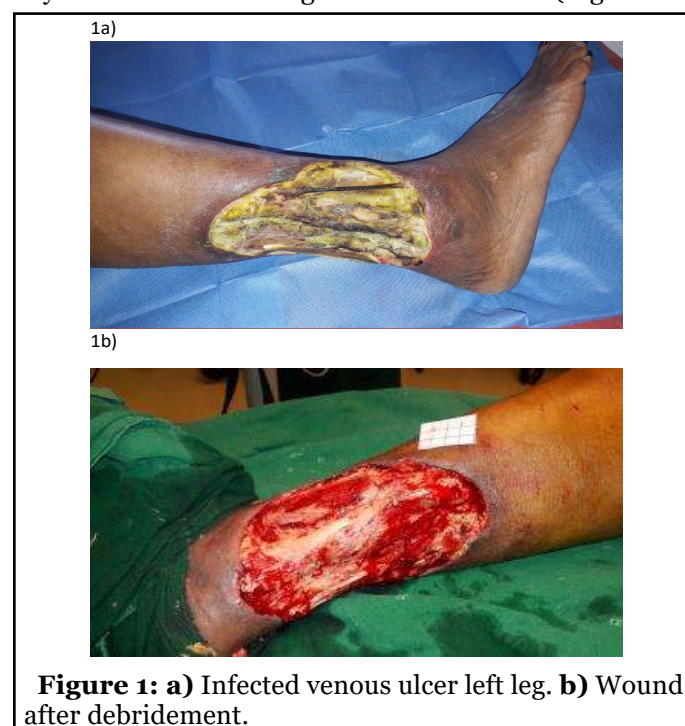 1a)
1b)
Figure 1: a) Infected venous ulcer left leg. b) Wound
after debridement.